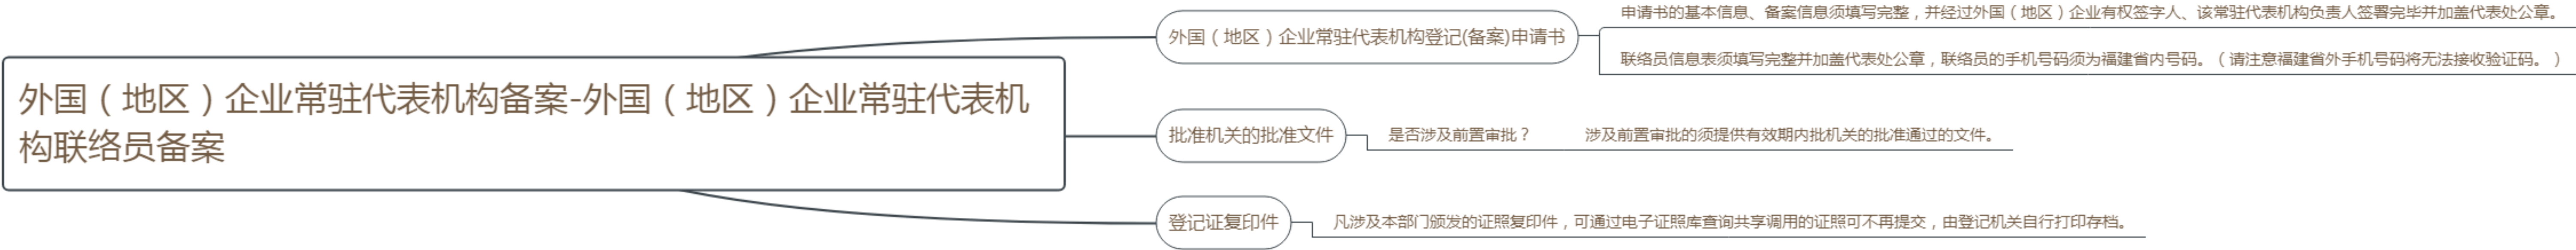 外国（地区）企业常驻代表机构备案-外国（地区）企业常驻代表机
构联络员备案
外国（地区）企业常驻代表机构登记(备案)申请书
申请书的基本信息、备案信息须填写完整，并经过外国（地区）企业有权签字人、该常驻代表机构负责人签署完毕并加盖代表处公章。
联络员信息表须填写完整并加盖代表处公章，联络员的手机号码须为福建省内号码。（请注意福建省外手机号码将无法接收验证码。）
批准机关的批准文件
是否涉及前置审批？ 涉及前置审批的须提供有效期内批机关的批准通过的文件。
登记证复印件
凡涉及本部门颁发的证照复印件，可通过电子证照库查询共享调用的证照可不再提交，由登记机关自行打印存档。